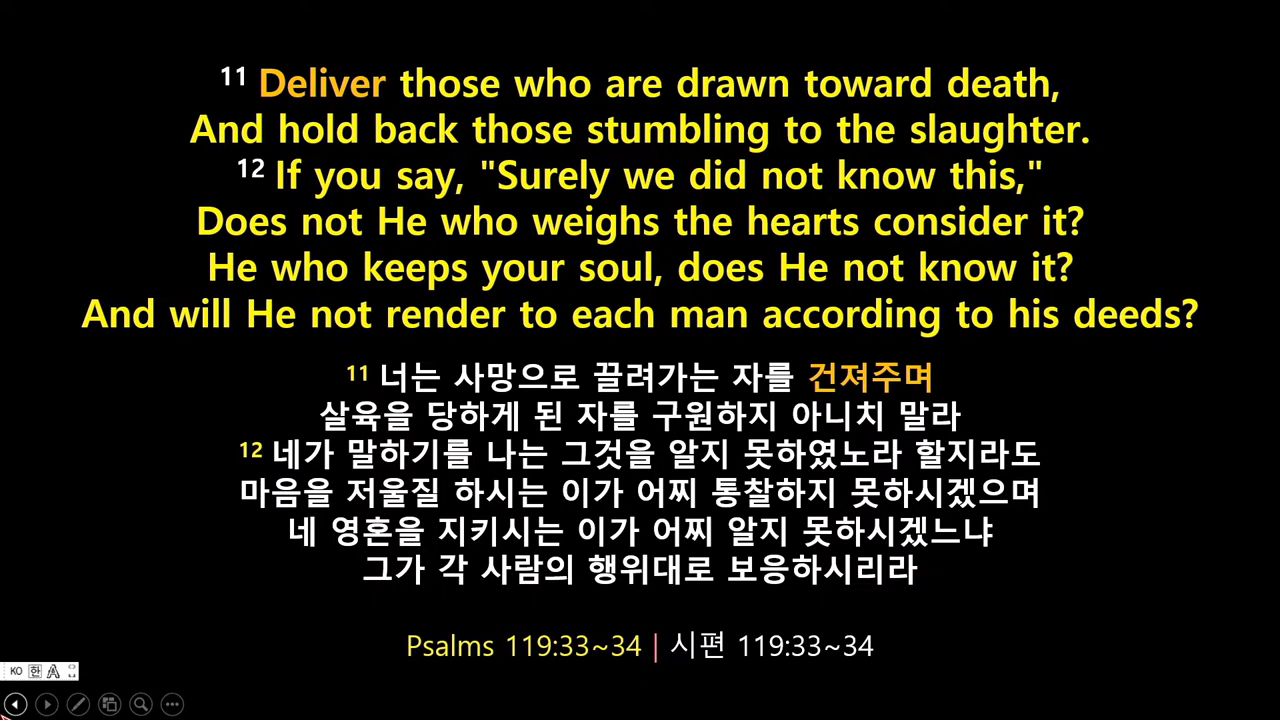 11 Deliver those who are drawn toward death,
And hold back those stumbling to the slaughter.
12 If you say, "Surely we did not know this,"
Does not He who weighs the hearts consider it?
He who keeps your soul, does He not know it?
And will He not render to each man according to his deeds?
11 너는 사망으로 끌려가는 자를 건져주며
살육을 당하게 된 자를 구원하지 아니치 말라
12 네가 말하기를 나는 그것을 알지 못하였노라 할지라도
마음을 저울질 하시는 이가 어찌 통찰하지 못하시겠으며
네 영혼을 지키시는 이가 어찌 알지 못하시겠느냐
그가 각 사람의 행위대로 보응하시리라
Psalms 119:33~34 | 시편 119:33~34
KO 한 A